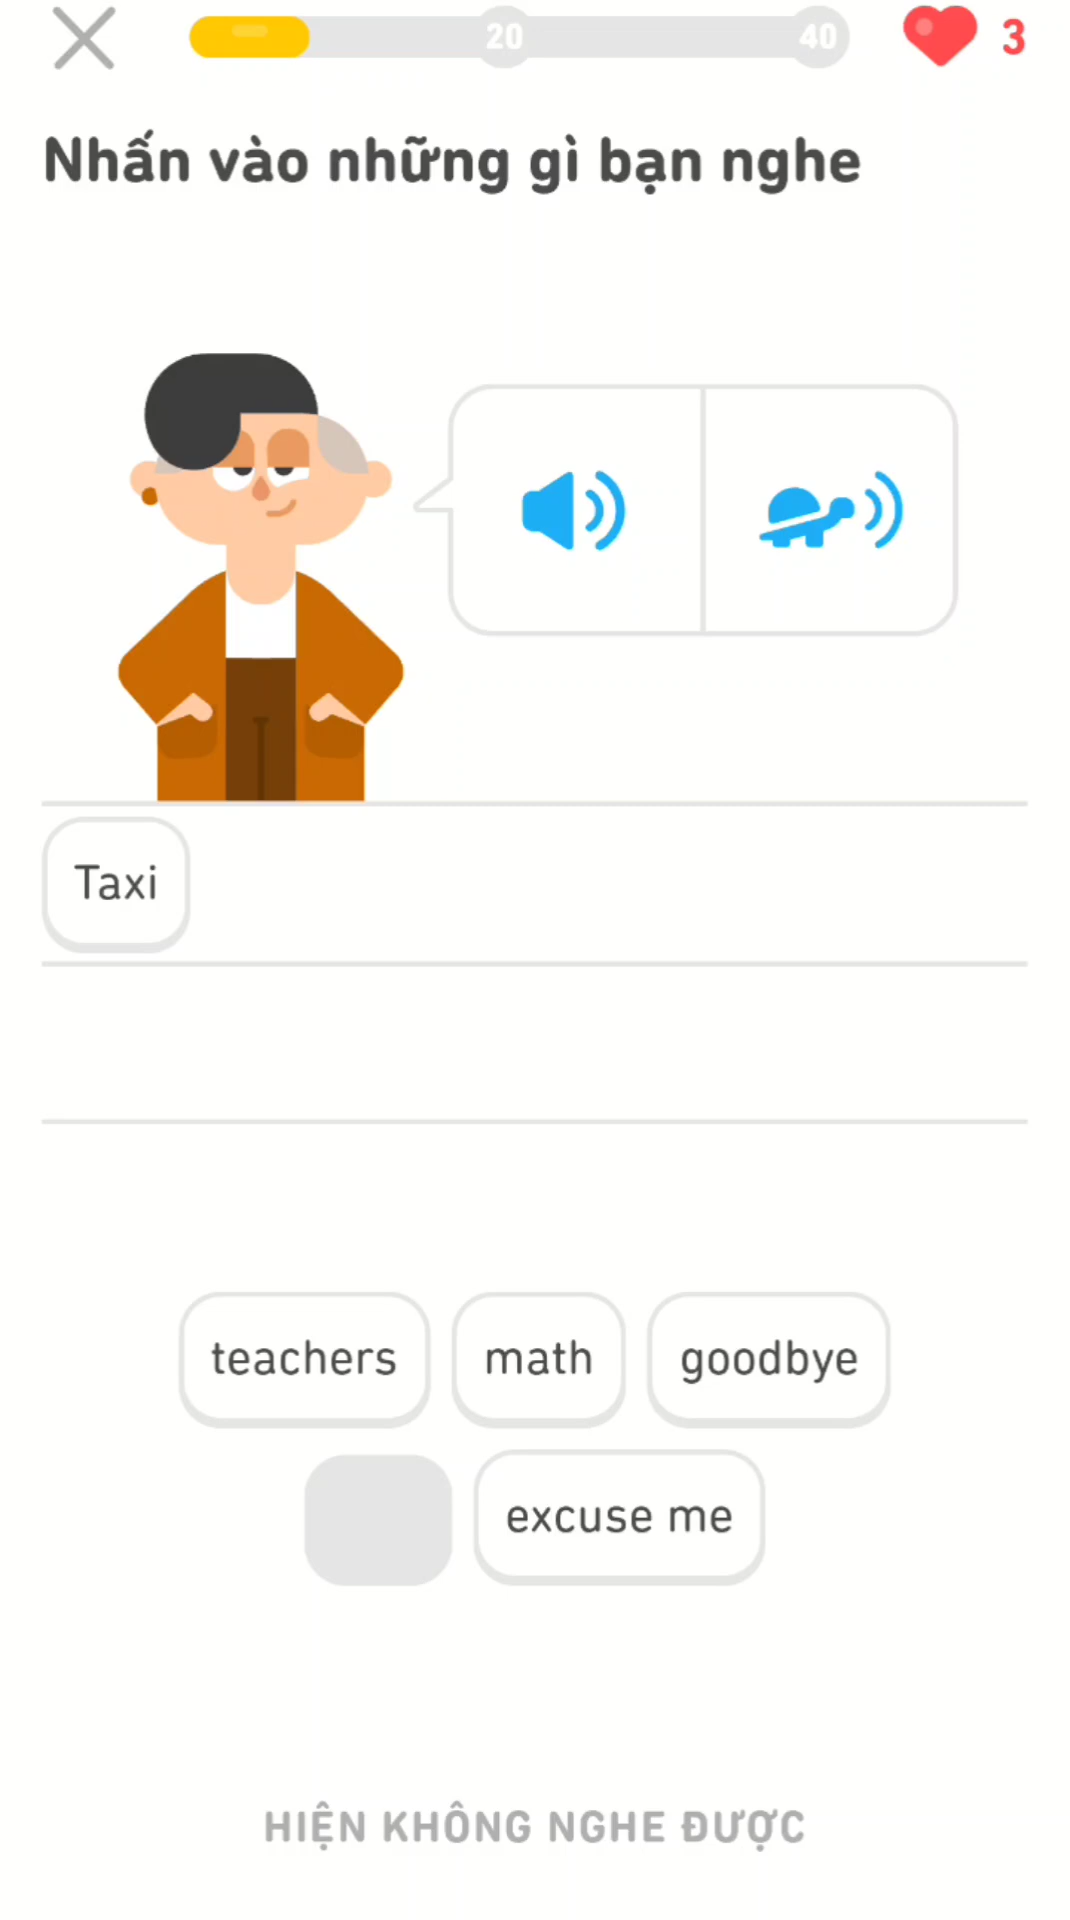 20 40 3
Nhấn vào những gì bạn nghe
Taxi
teachers math goodbye
excuse me
HIỆN KHÔNG NGHE ĐƯỢC